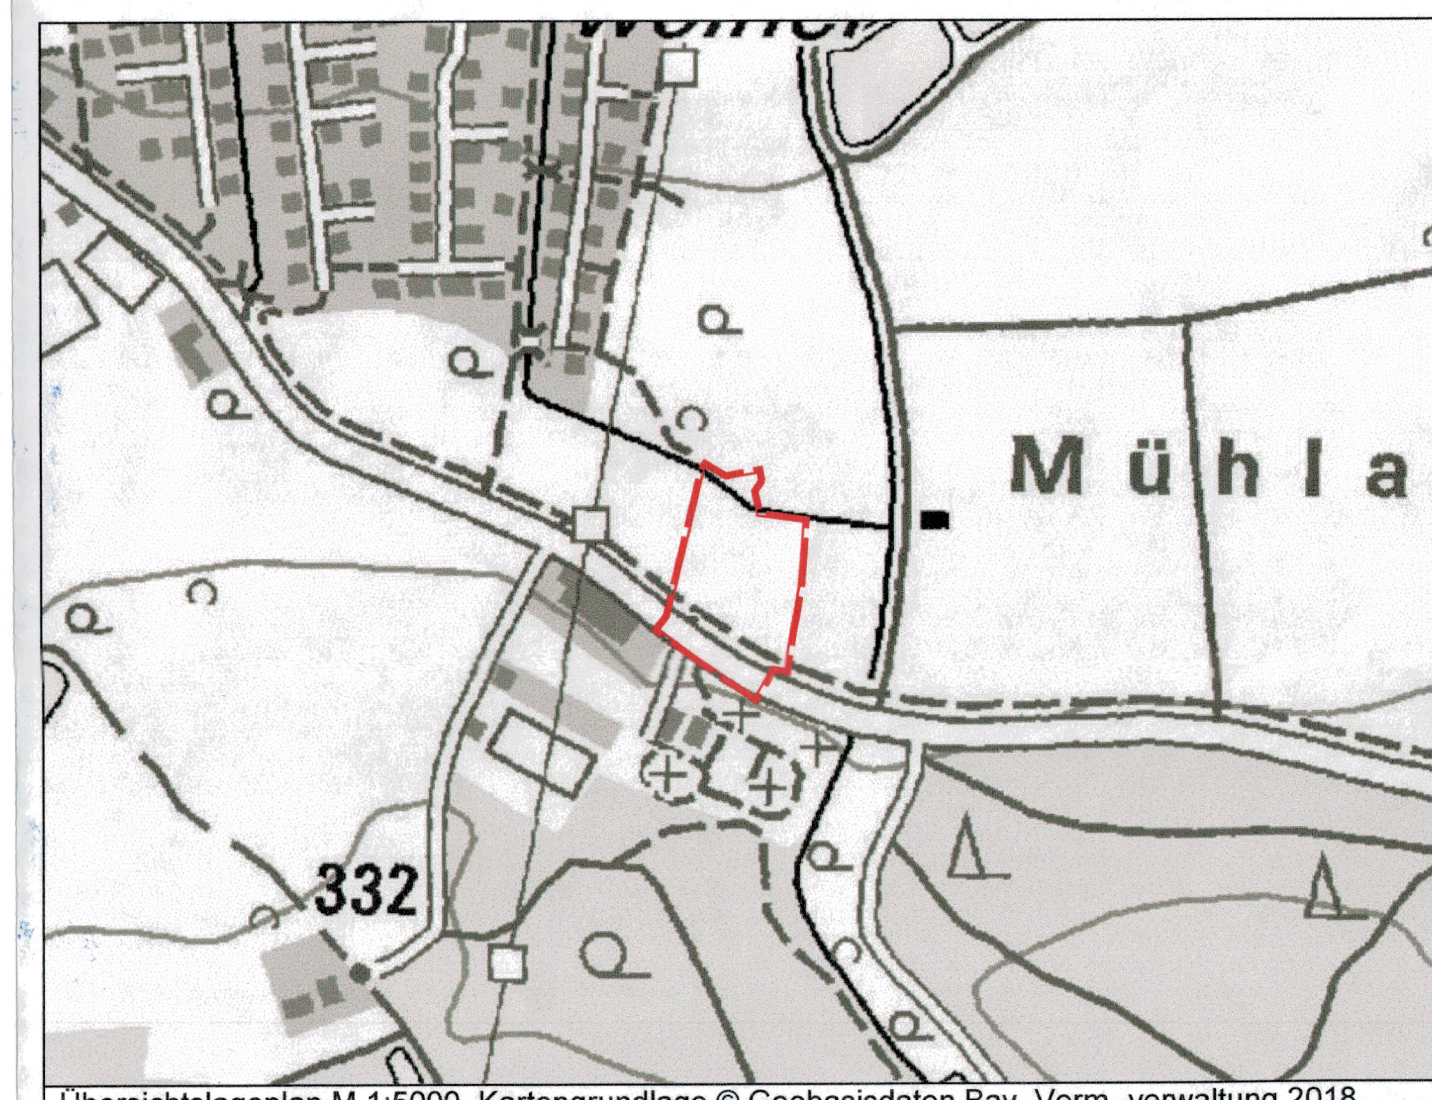 Mühla
332
Übersichtslageplan M 1:5000, Kartengrundlage © Geobasisdaten Bay. Verm. verwaltung 2018